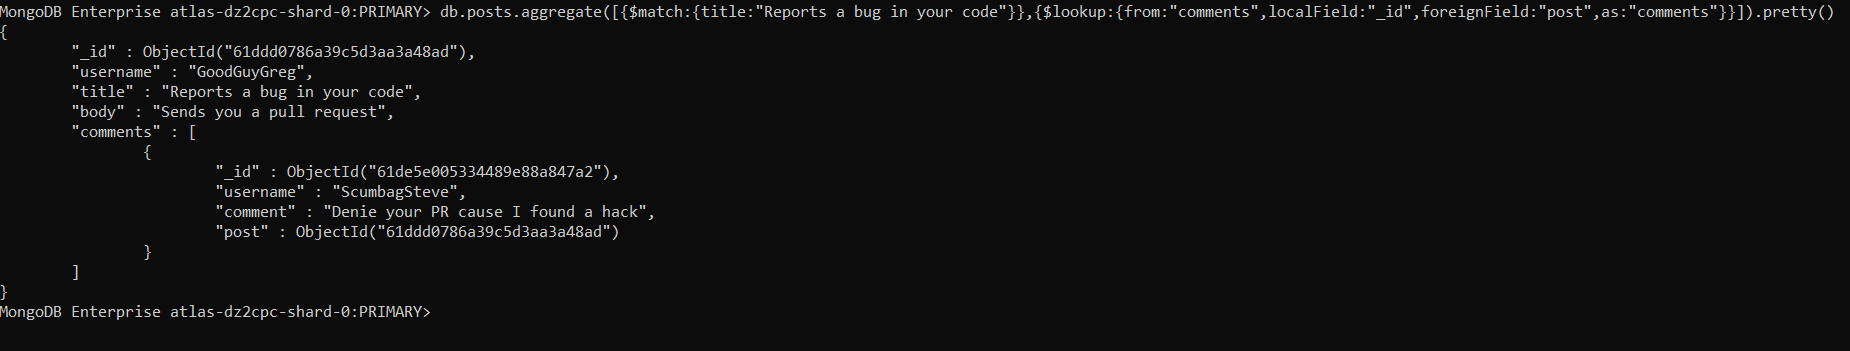 MongoDB Enterprise atlas-dz2cpc-shard-0:PRIMARY> db.posts.aggregate([{$match:{title:"Reports a bug in your code"}},{$lookup:{from:"comments",localField:"_id",foreignField:"post",as:"comments"}}]).pretty()
{
        "_id" : ObjectId("61ddd0786a39c5d3aa3a48ad"),
        "username" : "GoodGuyGreg",
        "title" : "Reports a bug in your code",
        "body" : "Sends you a pull request",
        "comments" : [
                {
                        "_id" : ObjectId("61de5e005334489e88a847a2"),
                        "username" : "ScumbagSteve",
                        "comment" : "Denie your PR cause I found a hack",
                        "post" : ObjectId("61ddd0786a39c5d3aa3a48ad")
                }
        ]
}
MongoDB Enterprise atlas-dz2cpc-shard-0:PRIMARY>